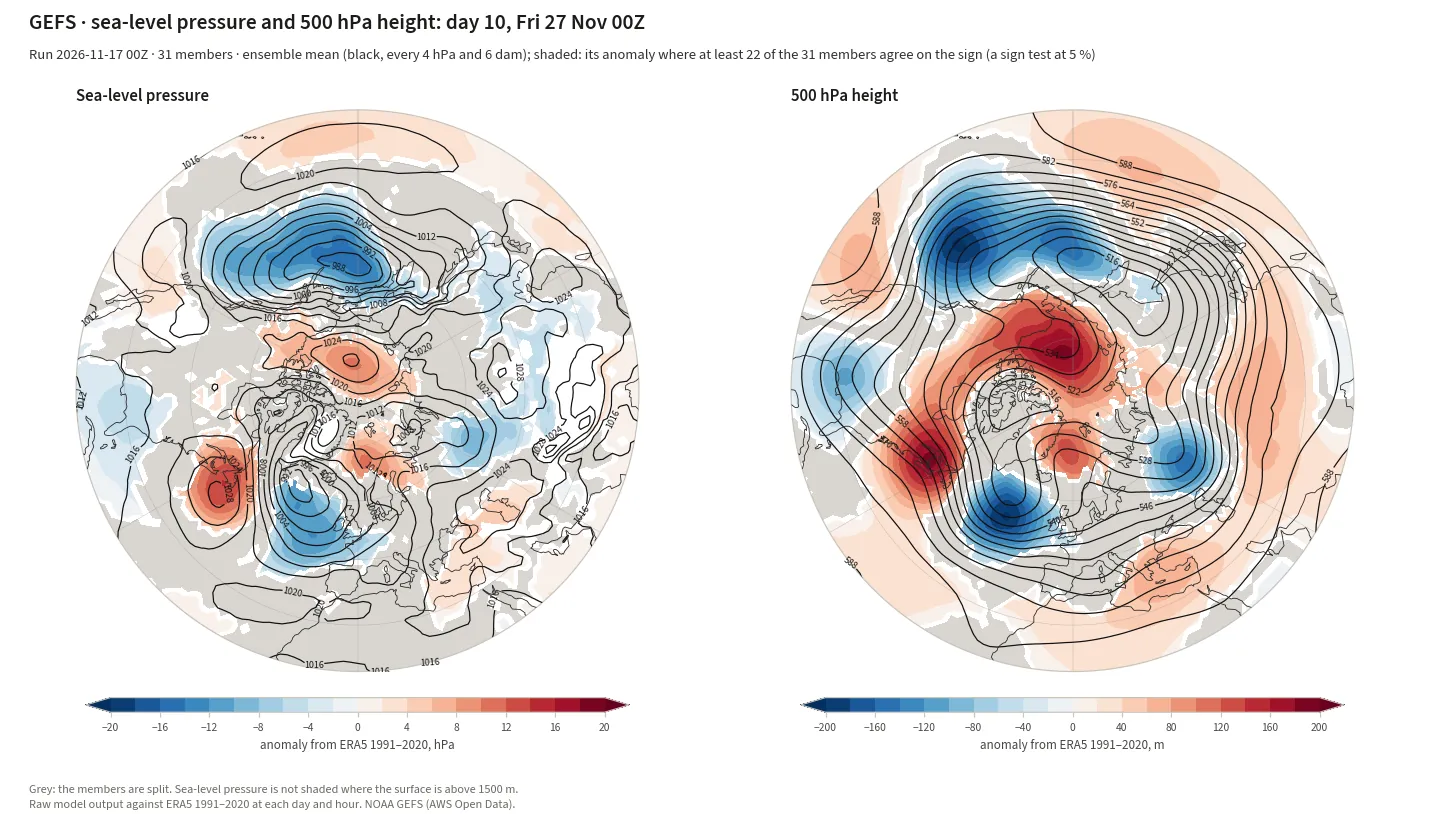 GEFS · sea-level pressure and 500 hPa height: day 10, Fri 27 Nov 00Z
Run 2026-11-17 00Z · 31 members · ensemble mean (black, every 4 hPa and 6 dam); shaded: its anomaly where at least 22 of the 31 members agree on the sign (a sign test at 5 %)
Sea-level pressure
500 hPa height
−20 −16 −12 −8 −4 0 4 8 12 16 20
anomaly from ERA5 1991–2020, hPa
−200 −160 −120 −80 −40 0 40 80 120 160 200
anomaly from ERA5 1991–2020, m
Grey: the members are split. Sea-level pressure is not shaded where the surface is above 1500 m.
Raw model output against ERA5 1991–2020 at each day and hour. NOAA GEFS (AWS Open Data).